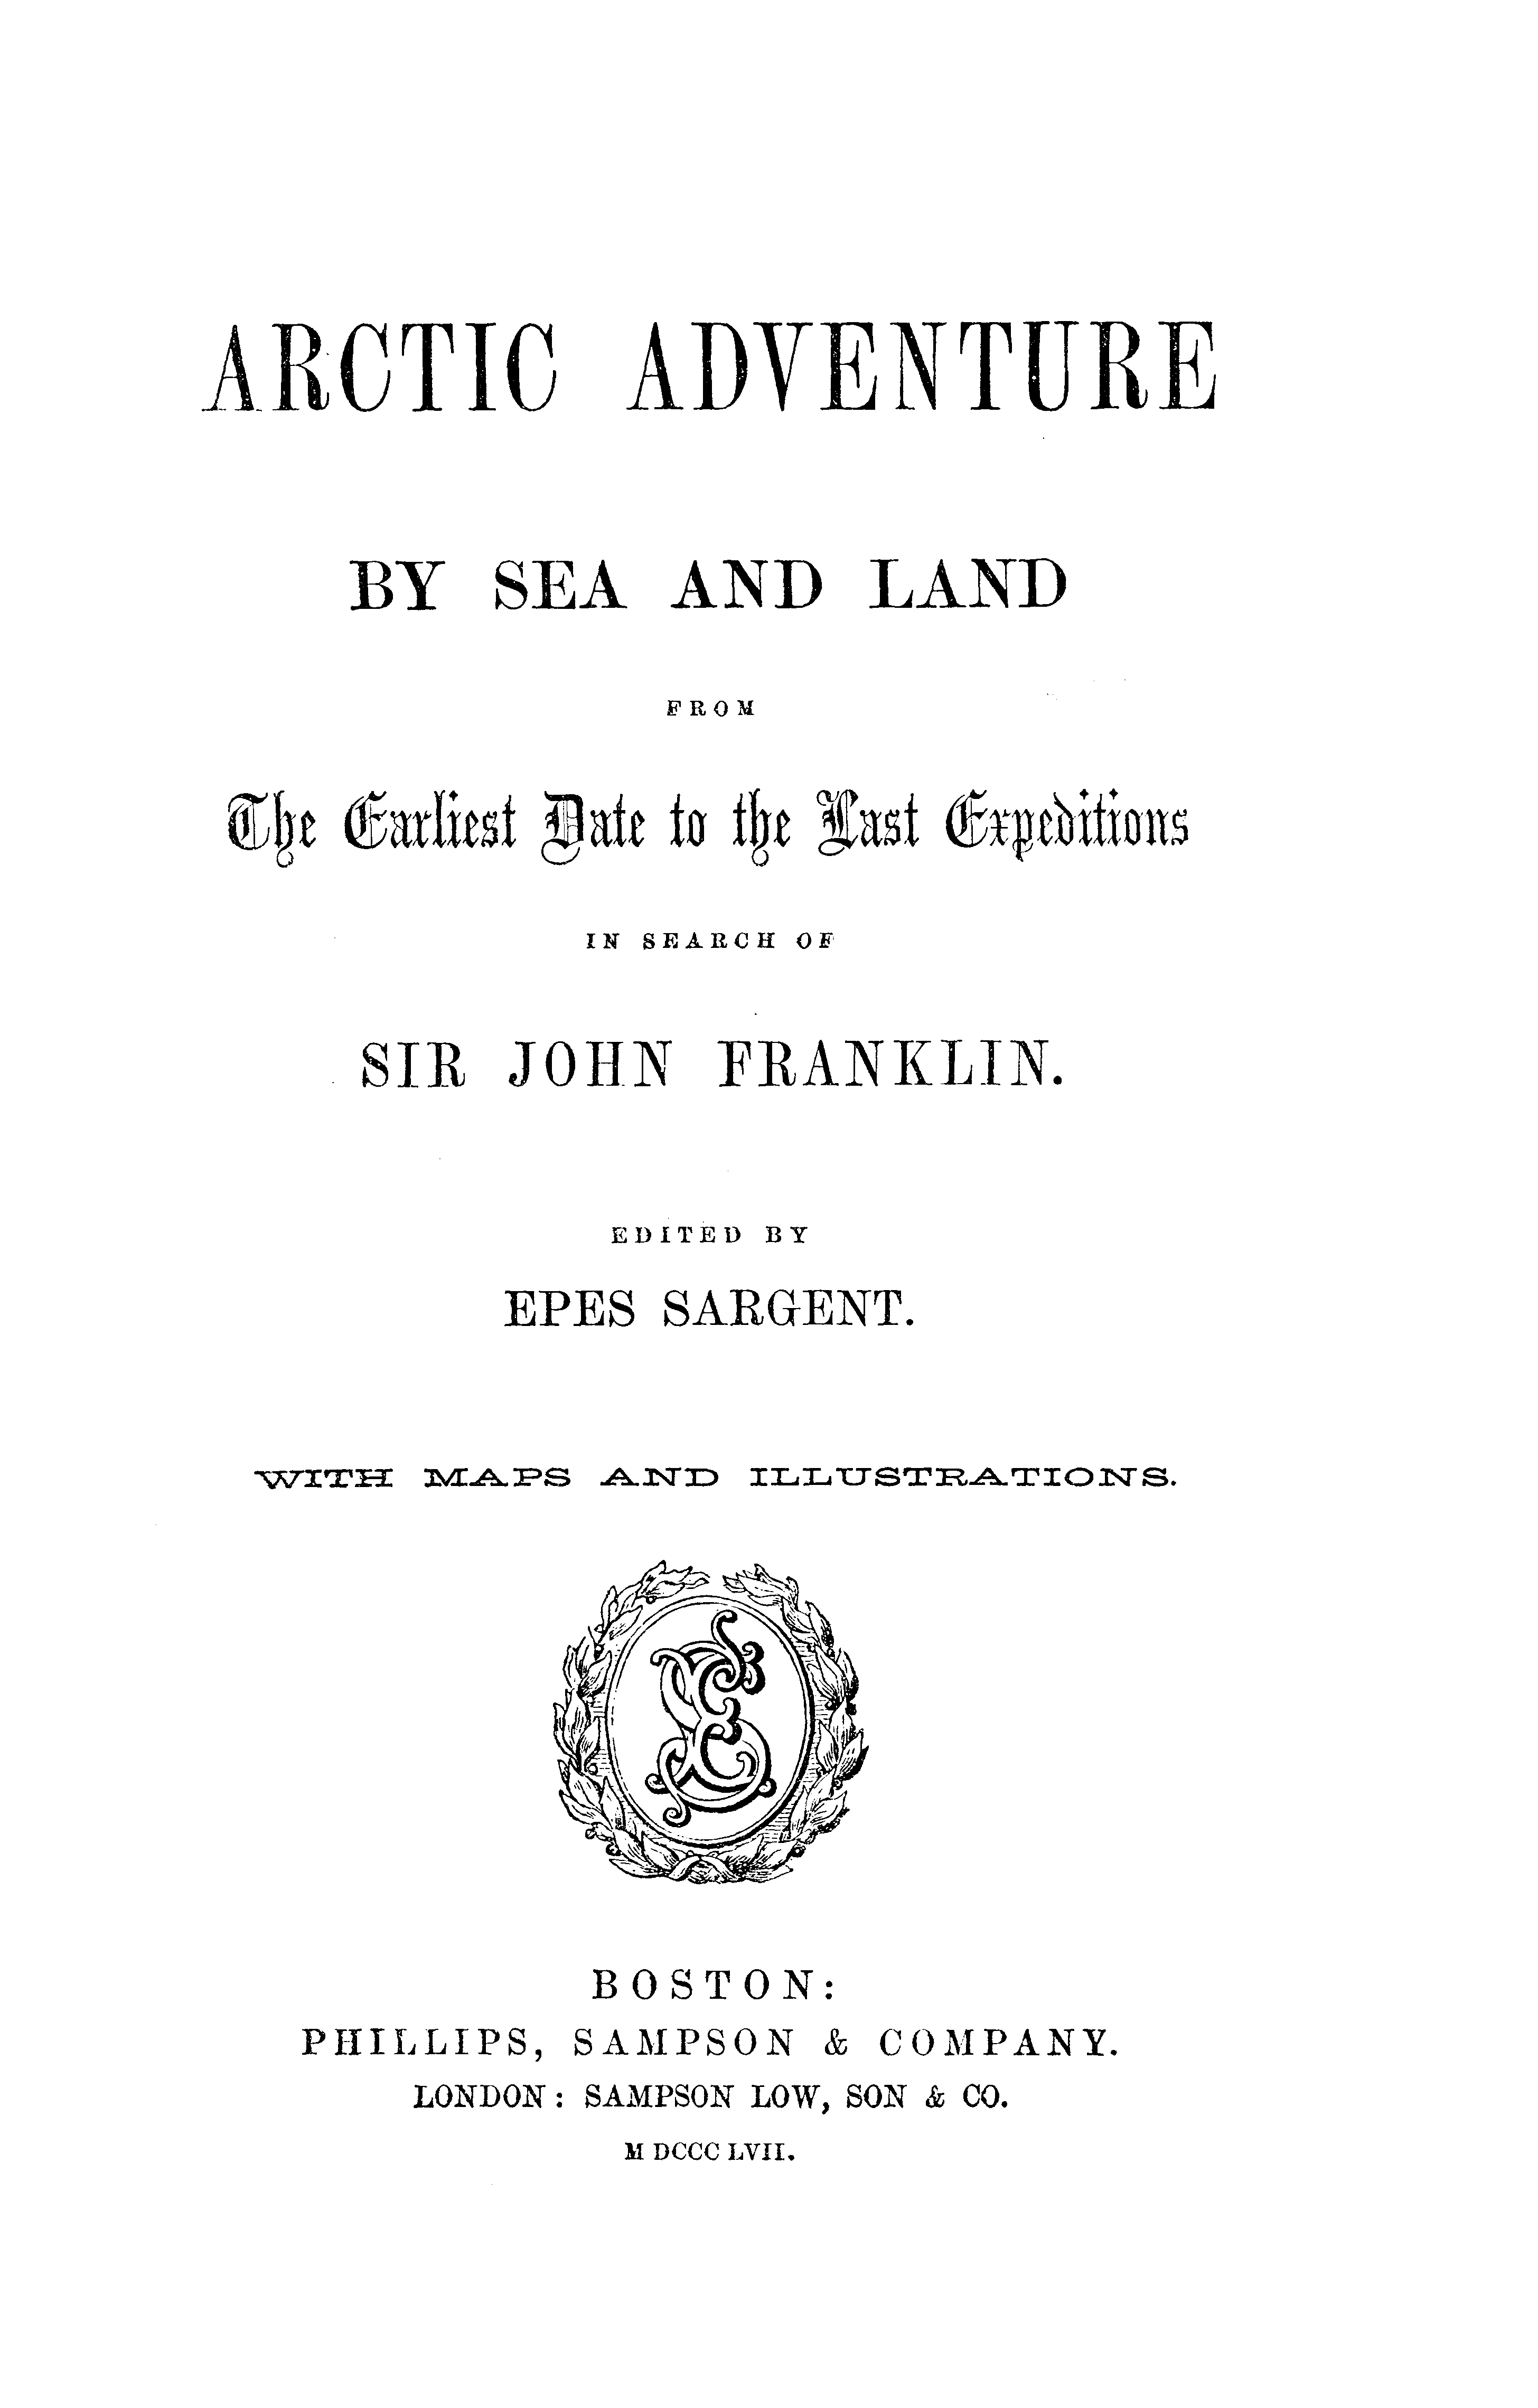 ARCTIC ADVENTURE
BY SEA AND LAND
FROM
The Earliest Date to the Last Expeditions
IN SEARCH OF
SIR JOHN FRANKLIN.
EDITED BY
EPES SARGENT.
WITH MAPS AND ILLUSTRATIONS.
BOSTON:
PHILLIPS, SAMPSON & COMPANY.
LONDON: SAMPSON LOW, SON & CO.
M DCCC LVII.